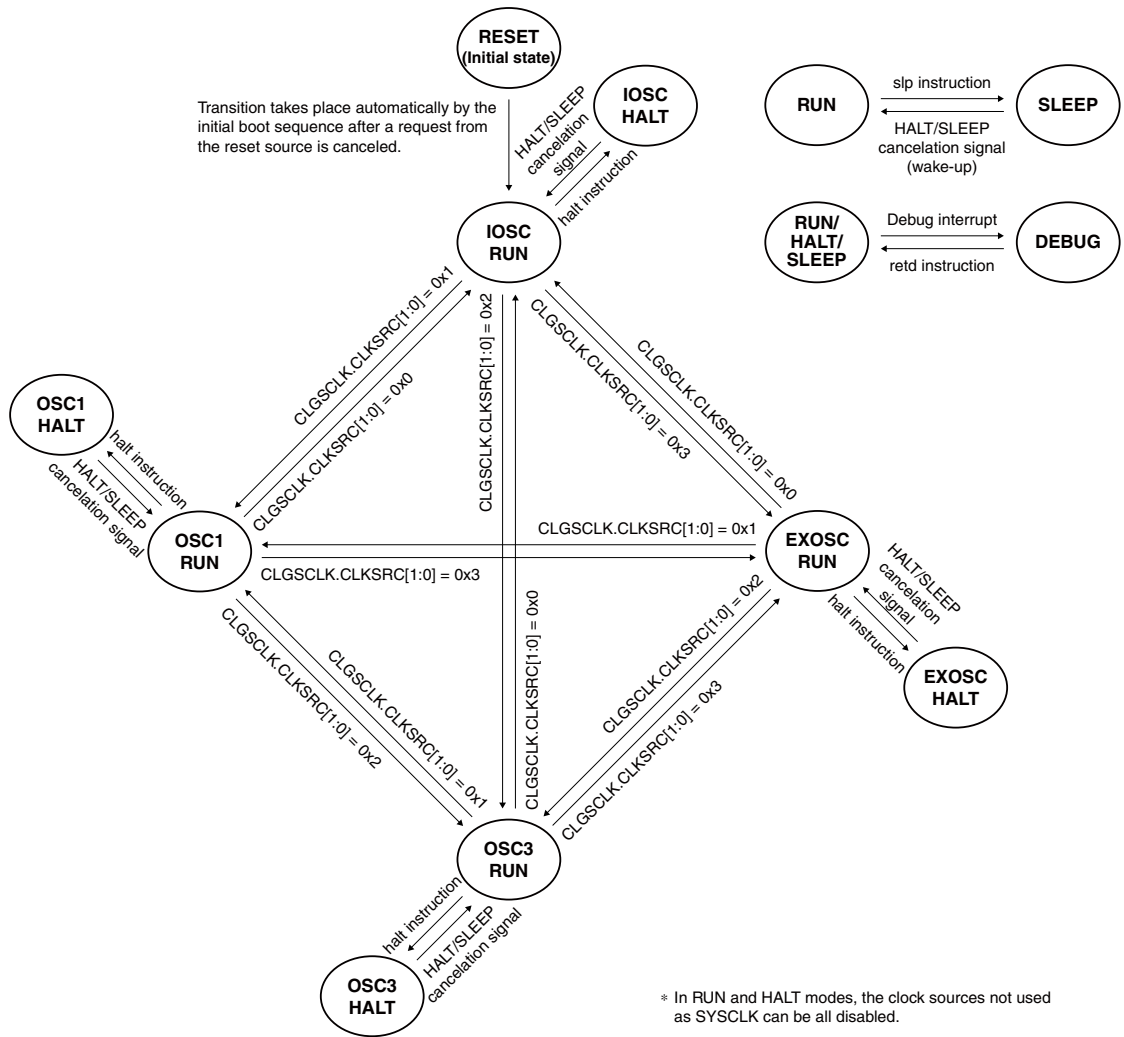 RESET
(Initial state)
Transition takes place automatically by the
initial boot sequence after a request from
the reset source is canceled.
HALT/SLEEP
cancelation
signal
halt instruction
IOSC
HALT
IOSC
RUN
RUN
slp instruction
HALT/SLEEP
cancelation signal
(wake-up)
SLEEP
RUN/
HALT/
SLEEP
Debug interrupt
retd instruction
DEBUG
CLGSCLK.CLKSRC[1:0] = 0x1
CLGSCLK.CLKSRC[1:0] = 0x0
CLGSCLK.CLKSRC[1:0] = 0x2
CLGSCLK.CLKSRC[1:0] = 0x0
CLGSCLK.CLKSRC[1:0] = 0x3
CLGSCLK.CLKSRC[1:0] = 0x0
OSC1
HALT
halt instruction
HALT/SLEEP
cancelation signal
OSC1
RUN
CLGSCLK.CLKSRC[1:0] = 0x1
CLGSCLK.CLKSRC[1:0] = 0x3
EXOSC
RUN
HALT/SLEEP
cancelation
signal
halt instruction
EXOSC
HALT
CLGSCLK.CLKSRC[1:0] = 0x2
CLGSCLK.CLKSRC[1:0] = 0x1
CLGSCLK.CLKSRC[1:0] = 0x2
CLGSCLK.CLKSRC[1:0] = 0x3
OSC3
RUN
halt instruction
HALT/SLEEP
cancelation signal
OSC3
HALT
* In RUN and HALT modes, the clock sources not used
as SYSCLK can be all disabled.